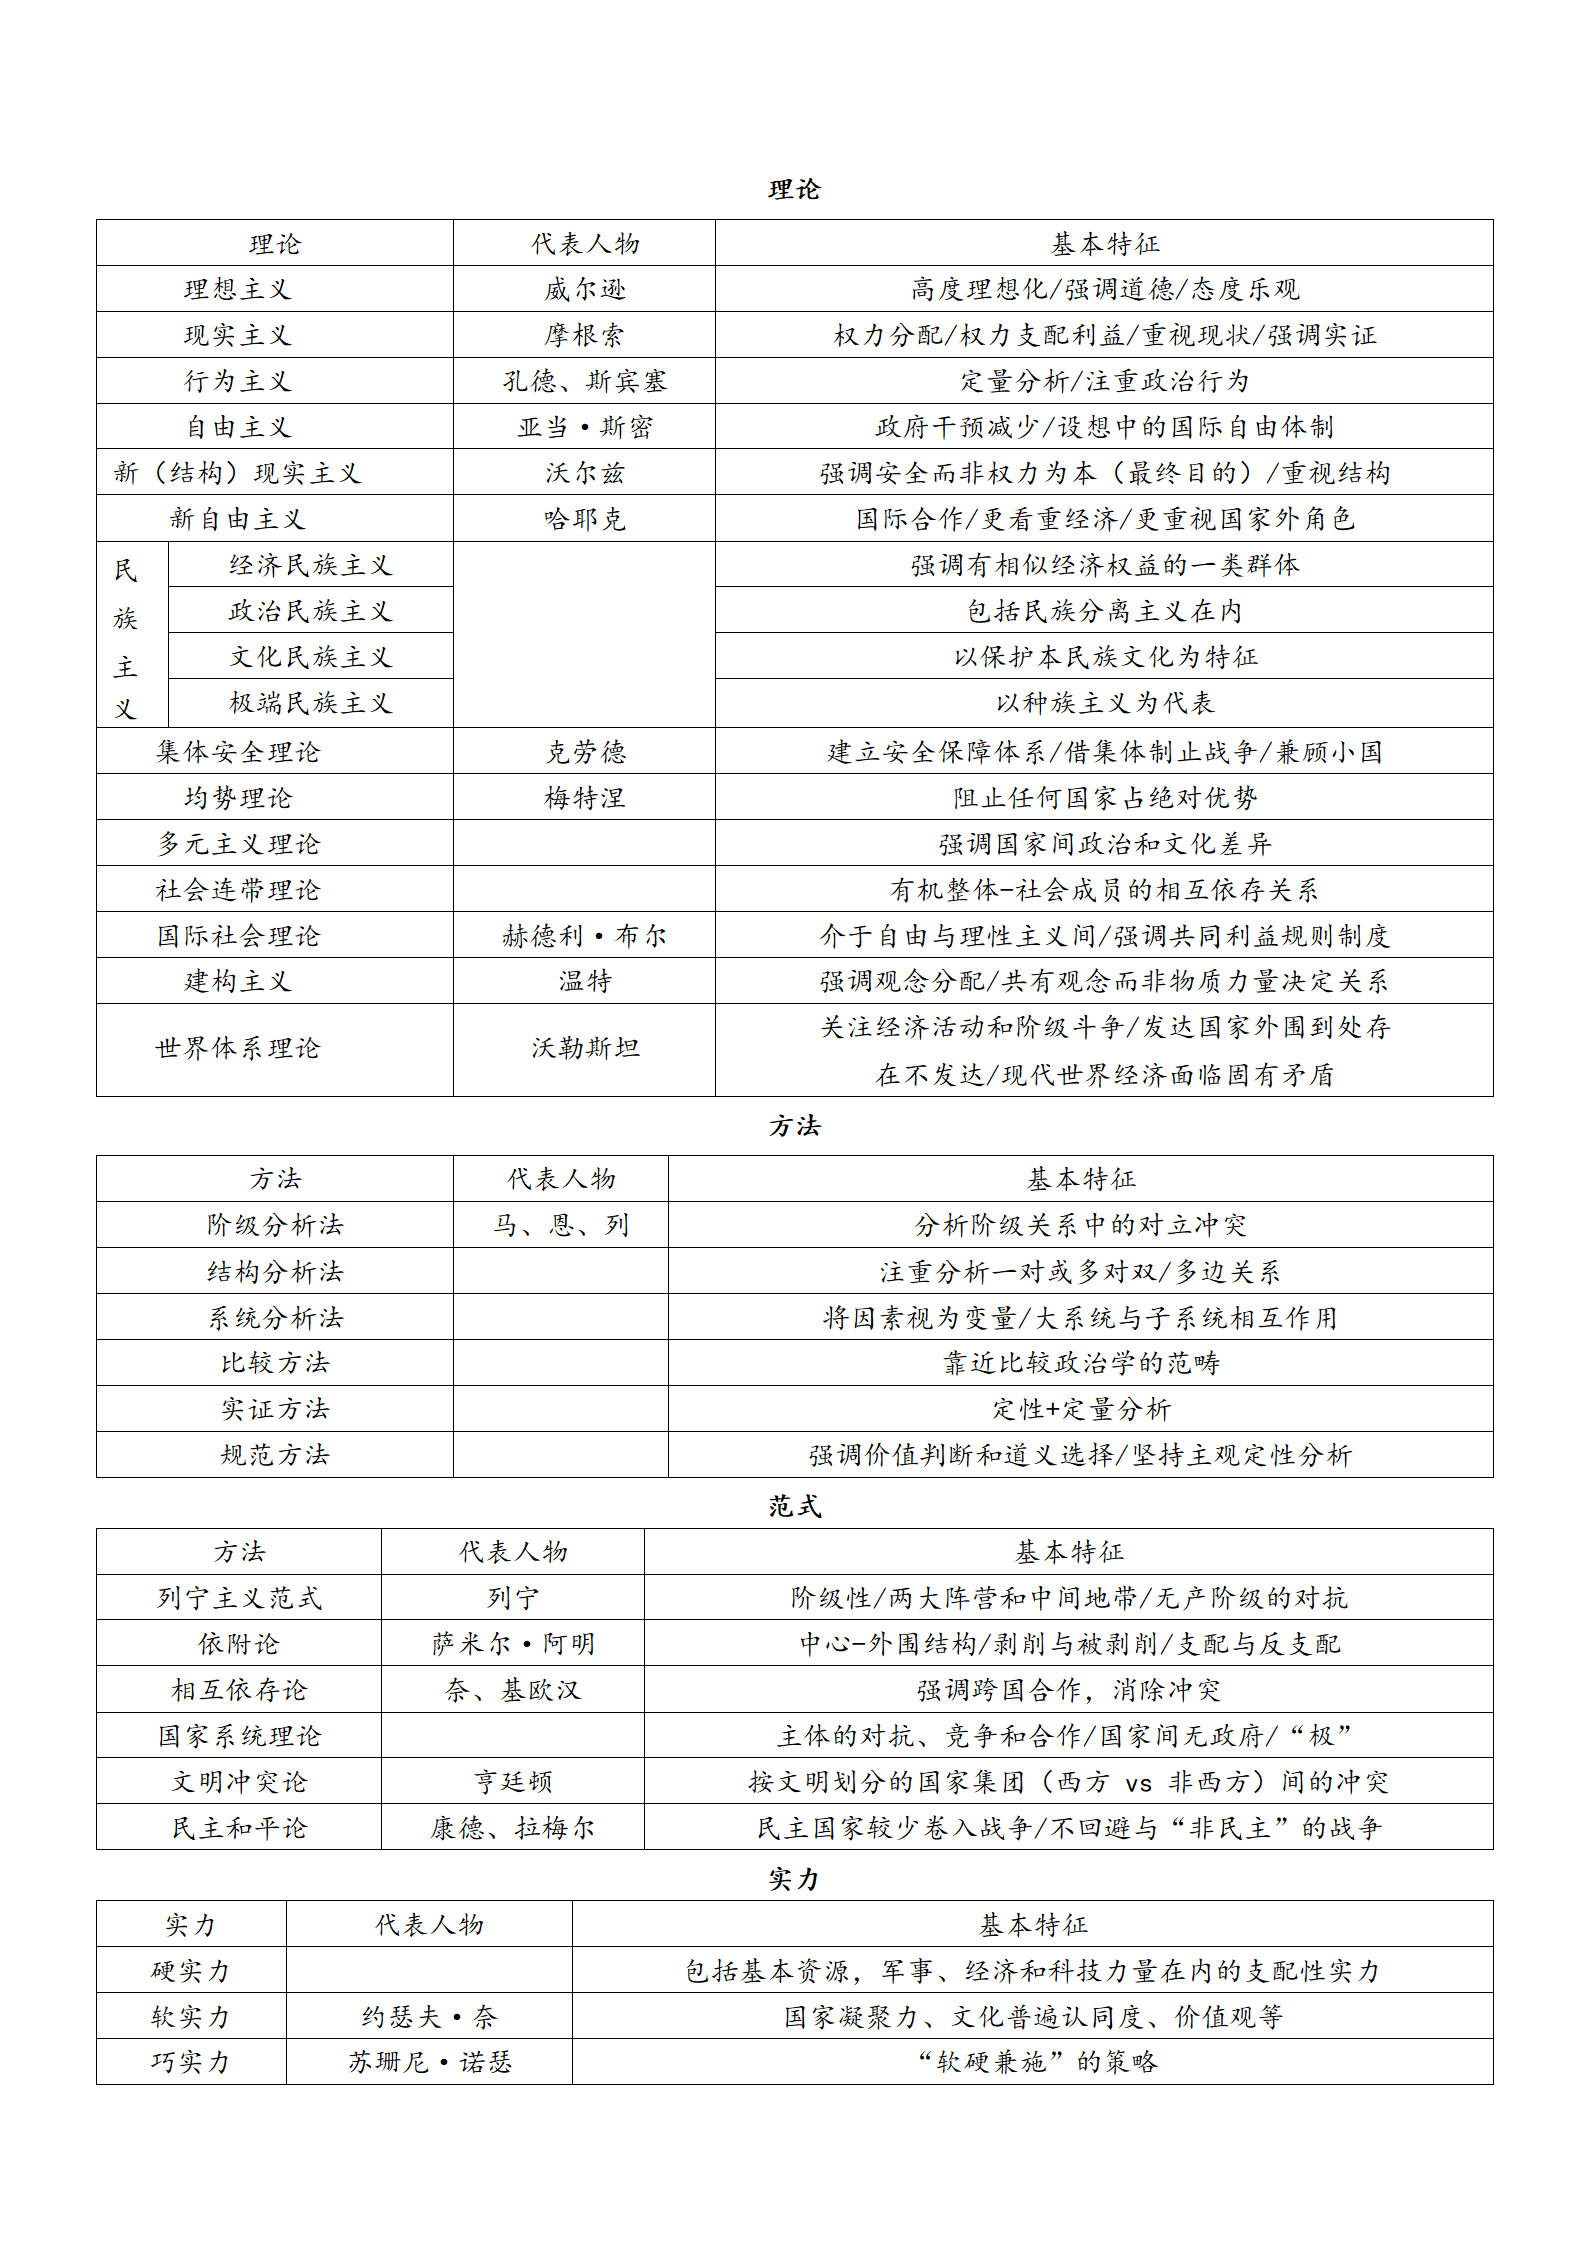 理论
理论 代表人物 基本特征
理想主义 威尔逊 高度理想化/强调道德/态度乐观
现实主义 摩根索 权力分配/权力支配利益/重视现状/强调实证
行为主义 孔德、斯宾塞 定量分析/注重政治行为
自由主义 亚当·斯密 政府干预减少/设想中的国际自由体制
新（结构）现实主义 沃尔兹 强调安全而非权力为本（最终目的）/重视结构
新自由主义 哈耶克 国际合作/更看重经济/更重视国家外角色
民族主义 经济民族主义 强调有相似经济权益的一类群体
政治民族主义 包括民族分离主义在内
文化民族主义 以保护本民族文化为特征
极端民族主义 以种族主义为代表
集体安全理论 克劳德 建立安全保障体系/借集体制止战争/兼顾小国
均势理论 梅特涅 阻止任何国家占绝对优势
多元主义理论 强调国家间政治和文化差异
社会连带理论 有机整体-社会成员的相互依存关系
国际社会理论 赫德利·布尔 介于自由与理性主义间/强调共同利益规则制度
建构主义 温特 强调观念分配/共有观念而非物质力量决定关系
世界体系理论 沃勒斯坦 关注经济活动和阶级斗争/发达国家外围到处存
在不发达/现代世界经济面临固有矛盾
方法
方法 代表人物 基本特征
阶级分析法 马、恩、列 分析阶级关系中的对立冲突
结构分析法 注重分析一对或多对双/多边关系
系统分析法 将因素视为变量/大系统与子系统相互作用
比较方法 靠近比较政治学的范畴
实证方法 定性+定量分析
规范方法 强调价值判断和道义选择/坚持主观定性分析
范式
方法 代表人物 基本特征
列宁主义范式 列宁 阶级性/两大阵营和中间地带/无产阶级的对抗
依附论 萨米尔·阿明 中心-外围结构/剥削与被剥削/支配与反支配
相互依存论 奈、基欧汉 强调跨国合作，消除冲突
国家系统理论 主体的对抗、竞争和合作/国家间无政府/“极”
文明冲突论 亨廷顿 按文明划分的国家集团（西方 vs 非西方）间的冲突
民主和平论 康德、拉梅尔 民主国家较少卷入战争/不回避与“非民主”的战争
实力
实力 代表人物 基本特征
硬实力 包括基本资源，军事、经济和科技力量在内的支配性实力
软实力 约瑟夫·奈 国家凝聚力、文化普遍认同度、价值观等
巧实力 苏珊尼·诺瑟 “软硬兼施”的策略